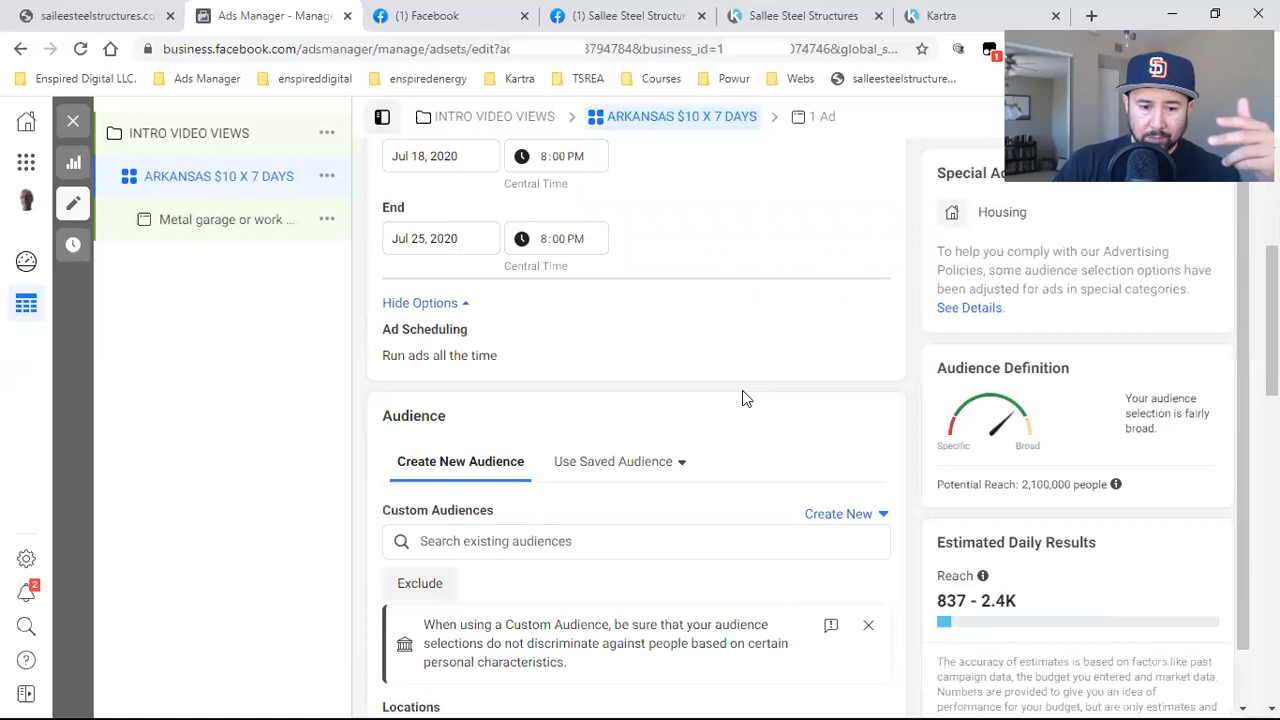 salleesteelstructures.co
Ads Manager - Manage
(1) Facebook
(1) Sallee Steel Structu
Sallee Steel Structures
Kartra
business.facebook.com/adsmanager/manage/adsets/edit?ac
3794784&business_id=1
074746&global_s...
1
Enspired Digital LLC.
Ads Manager
enspireddigital
enspiredener...
Kartra
TSREA
Courses
Powur
Webs
salleesteelstructure...
INTRO VIDEO VIEWS
ARKANSAS $10 X 7 DAYS
Metal garage or work ...
2
INTRO VIDEO VIEWS
ARKANSAS $10 X 7 DAYS
1 Ad
Jul 18, 2020
8:00 PM
Central Time
End
Jul 25, 2020
8:00 PM
Central Time
Hide Options
Ad Scheduling
Run ads all the time
Audience
Create New Audience
Use Saved Audience
Custom Audiences
Create New
Search existing audiences
Exclude
When using a Custom Audience, be sure that your audience
selections do not discriminate against people based on certain
personal characteristics.
Locations
Special Ad
Housing
To help you comply with our Advertising
Policies, some audience selection options have
been adjusted for ads in special categories.
See Details.
Audience Definition
Your audience
selection is fairly
broad.
Specific
Broad
Potential Reach: 2,100,000 people
Estimated Daily Results
Reach
837 - 2.4K
The accuracy of estimates is based on factors like past
campaign data, the budget you entered and market data.
Numbers are provided to give you an idea of
performance for your budget, but are only estimates and
SD